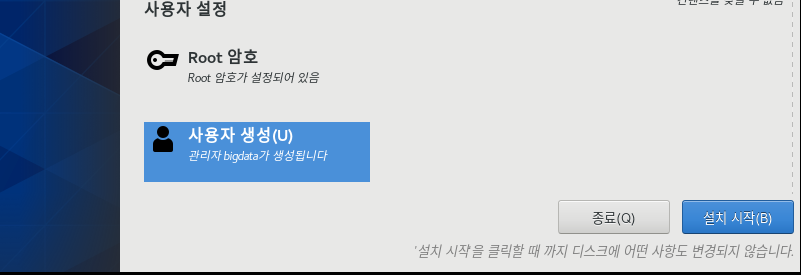 사용자 설정
Root 암호
Root 암호가 설정되어 있음
사용자 생성(U)
관리자 bigdata가 생성됩니다
종료(Q)
설치 시작(B)
'설치 시작'을 클릭할 때 까지 디스크에 어떤 사항도 변경되지 않습니다.